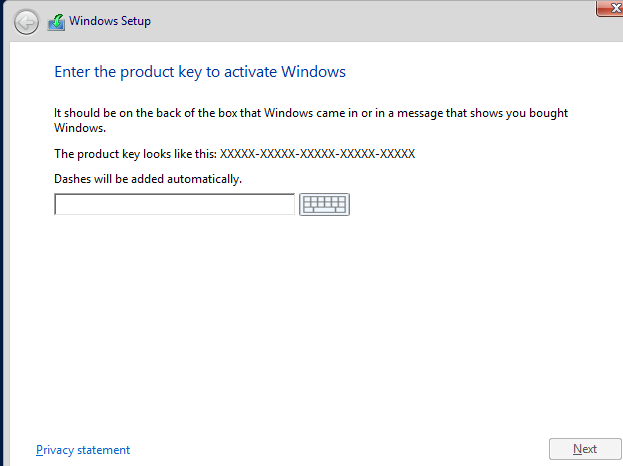 Windows Setup
Enter the product key to activate Windows
It should be on the back of the box that Windows came in or in a message that shows you bought
Windows.
The product key looks like this: XXXXX-XXXXX-XXXXX-XXXXX-XXXXX
Dashes will be added automatically.
Privacy statement
Next